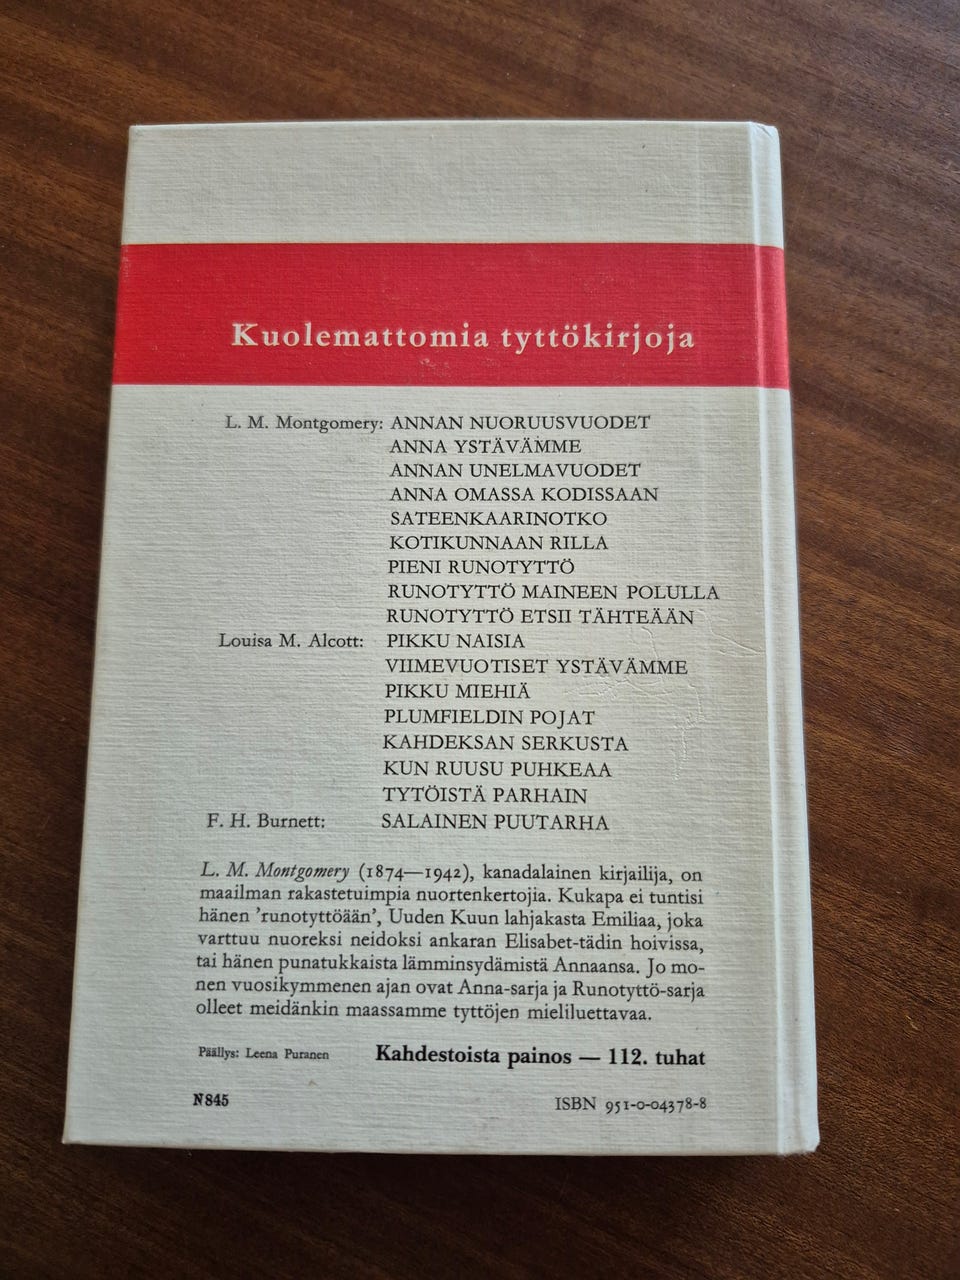 Kuolemattomia tyttökirjoja
L. M. Montgomery: ANNAN NUORUUSVUODET
ANNA YSTÄVÄMME
ANNAN UNELMAVUODET
ANNA OMASSA KODISSAAN
SATEENKAARINOTKO
KOTIKUNNAAN RILLA
PIENI RUNOTYTTÖ
RUNOTYTTÖ MAINEEN POLULLA
RUNOTYTTÖ ETSII TÄHTEÄÄN
Louisa M. Alcott: PIKKU NAISIA
VIIMEVUOTISET YSTÄVÄMME
PIKKU MIEHIÄ
PLUMFIELDIN POJAT
KAHDEKSAN SERKUSTA
KUN RUUSU PUHKEAA
TYTÖISTÄ PARHAIN
F. H. Burnett: SALAINEN PUUTARHA
L. M. Montgomery (1874—1942), kanadalainen kirjailija, on
maailman rakastetuimpia nuortenkertojia. Kukapa ei tuntisi
hänen ’runotyttöään’, Uuden Kuun lahjakasta Emiliaa, joka
varttuu nuoreksi neidoksi ankaran Elisabet-tädin hoivissa,
tai hänen punatukkaista lämminsydämistä Annaansa. Jo mo-
nen vuosikymmenen ajan ovat Anna-sarja ja Runotyttö-sarja
olleet meidänkin maassamme tyttöjen mieliluettavaa.
Päällys: Leena Puranen Kahdestoista painos — 112. tuhat
N845 ISBN 951-0-04378-8